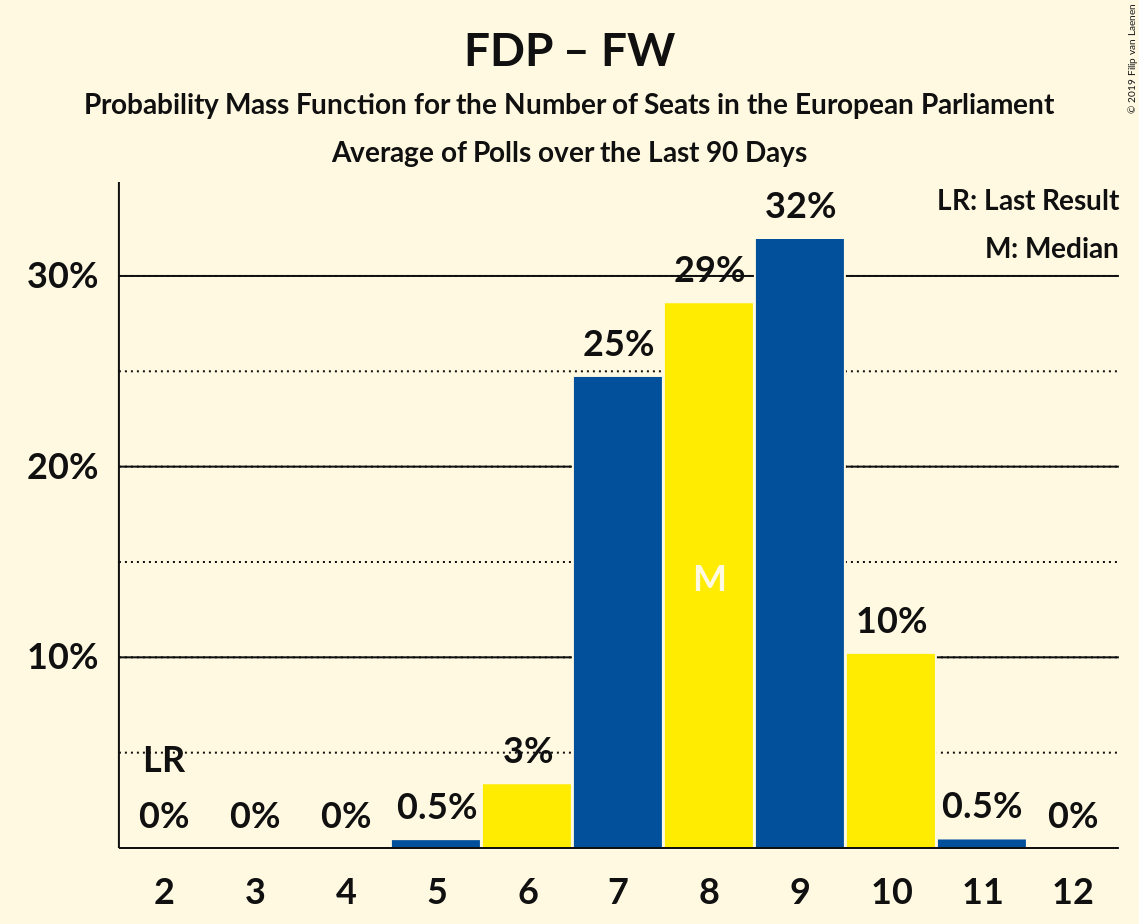 FDP – FW
Probability Mass Function for the Number of Seats in the European Parliament
Average of Polls over the Last 90 Days
© 2019 Filip van Laenen
LR: Last Result
M: Median
32%
30%
29%
25%
20%
M
10%
10%
3%
LR
0%
0%
0%
0.5%
0.5%
0%
2 3 4 5 6 7 8 9 10 11 12